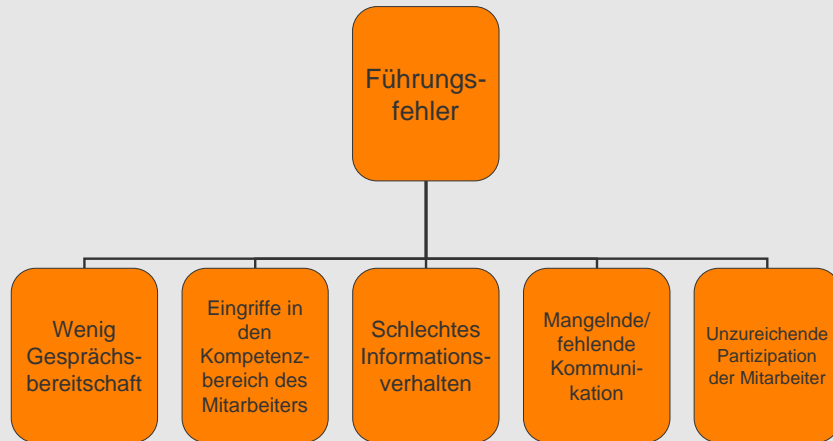 Führungs-
fehler
Wenig
Gesprächs-
bereitschaft
Eingriffe in
den
Kompetenz-
bereich des
Mitarbeiters
Schlechtes
Informations-
verhalten
Mangelnde/
fehlende
Kommuni-
kation
Unzureichende
Partizipation
der Mitarbeiter